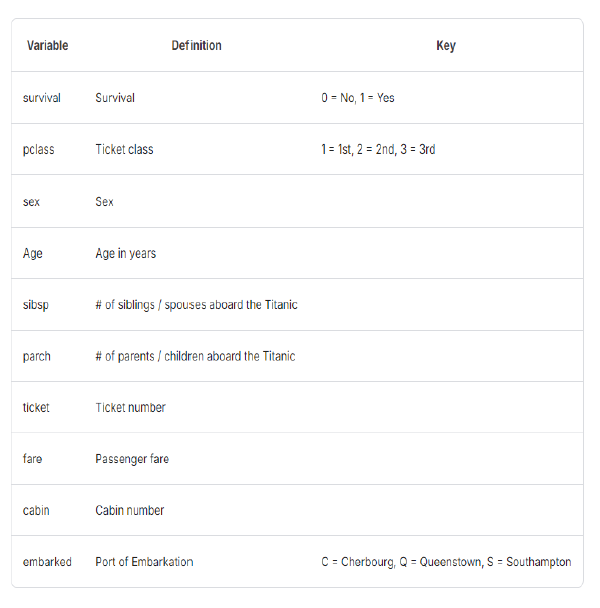 Variable Definition Key
survival Survival 0 = No, 1 = Yes
pclass Ticket class 1 = 1st, 2 = 2nd, 3 = 3rd
sex Sex
Age Age in years
sibsp # of siblings / spouses aboard the Titanic
parch # of parents / children aboard the Titanic
ticket Ticket number
fare Passenger fare
cabin Cabin number
embarked Port of Embarkation C = Cherbourg, Q = Queenstown, S = Southampton